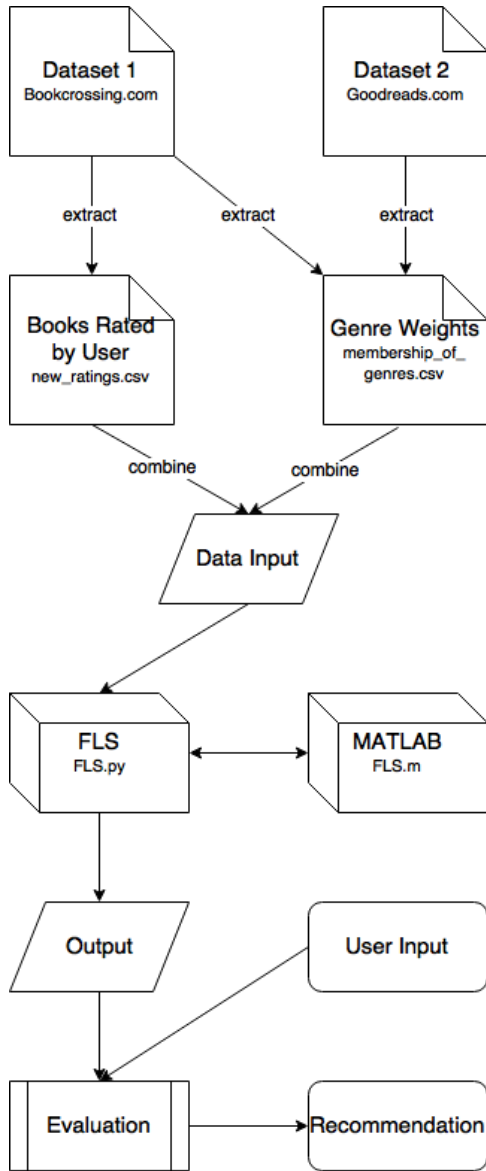 Dataset 1
Bookcrossing.com
Dataset 2
Goodreads.com
extract
extract
extract
Books Rated
by User
new_ratings.csv
Genre Weights
membership_of_
genres.csv
combine
combine
Data Input
FLS
FLS.py
MATLAB
FLS.m
Output
User Input
Evaluation
Recommendation